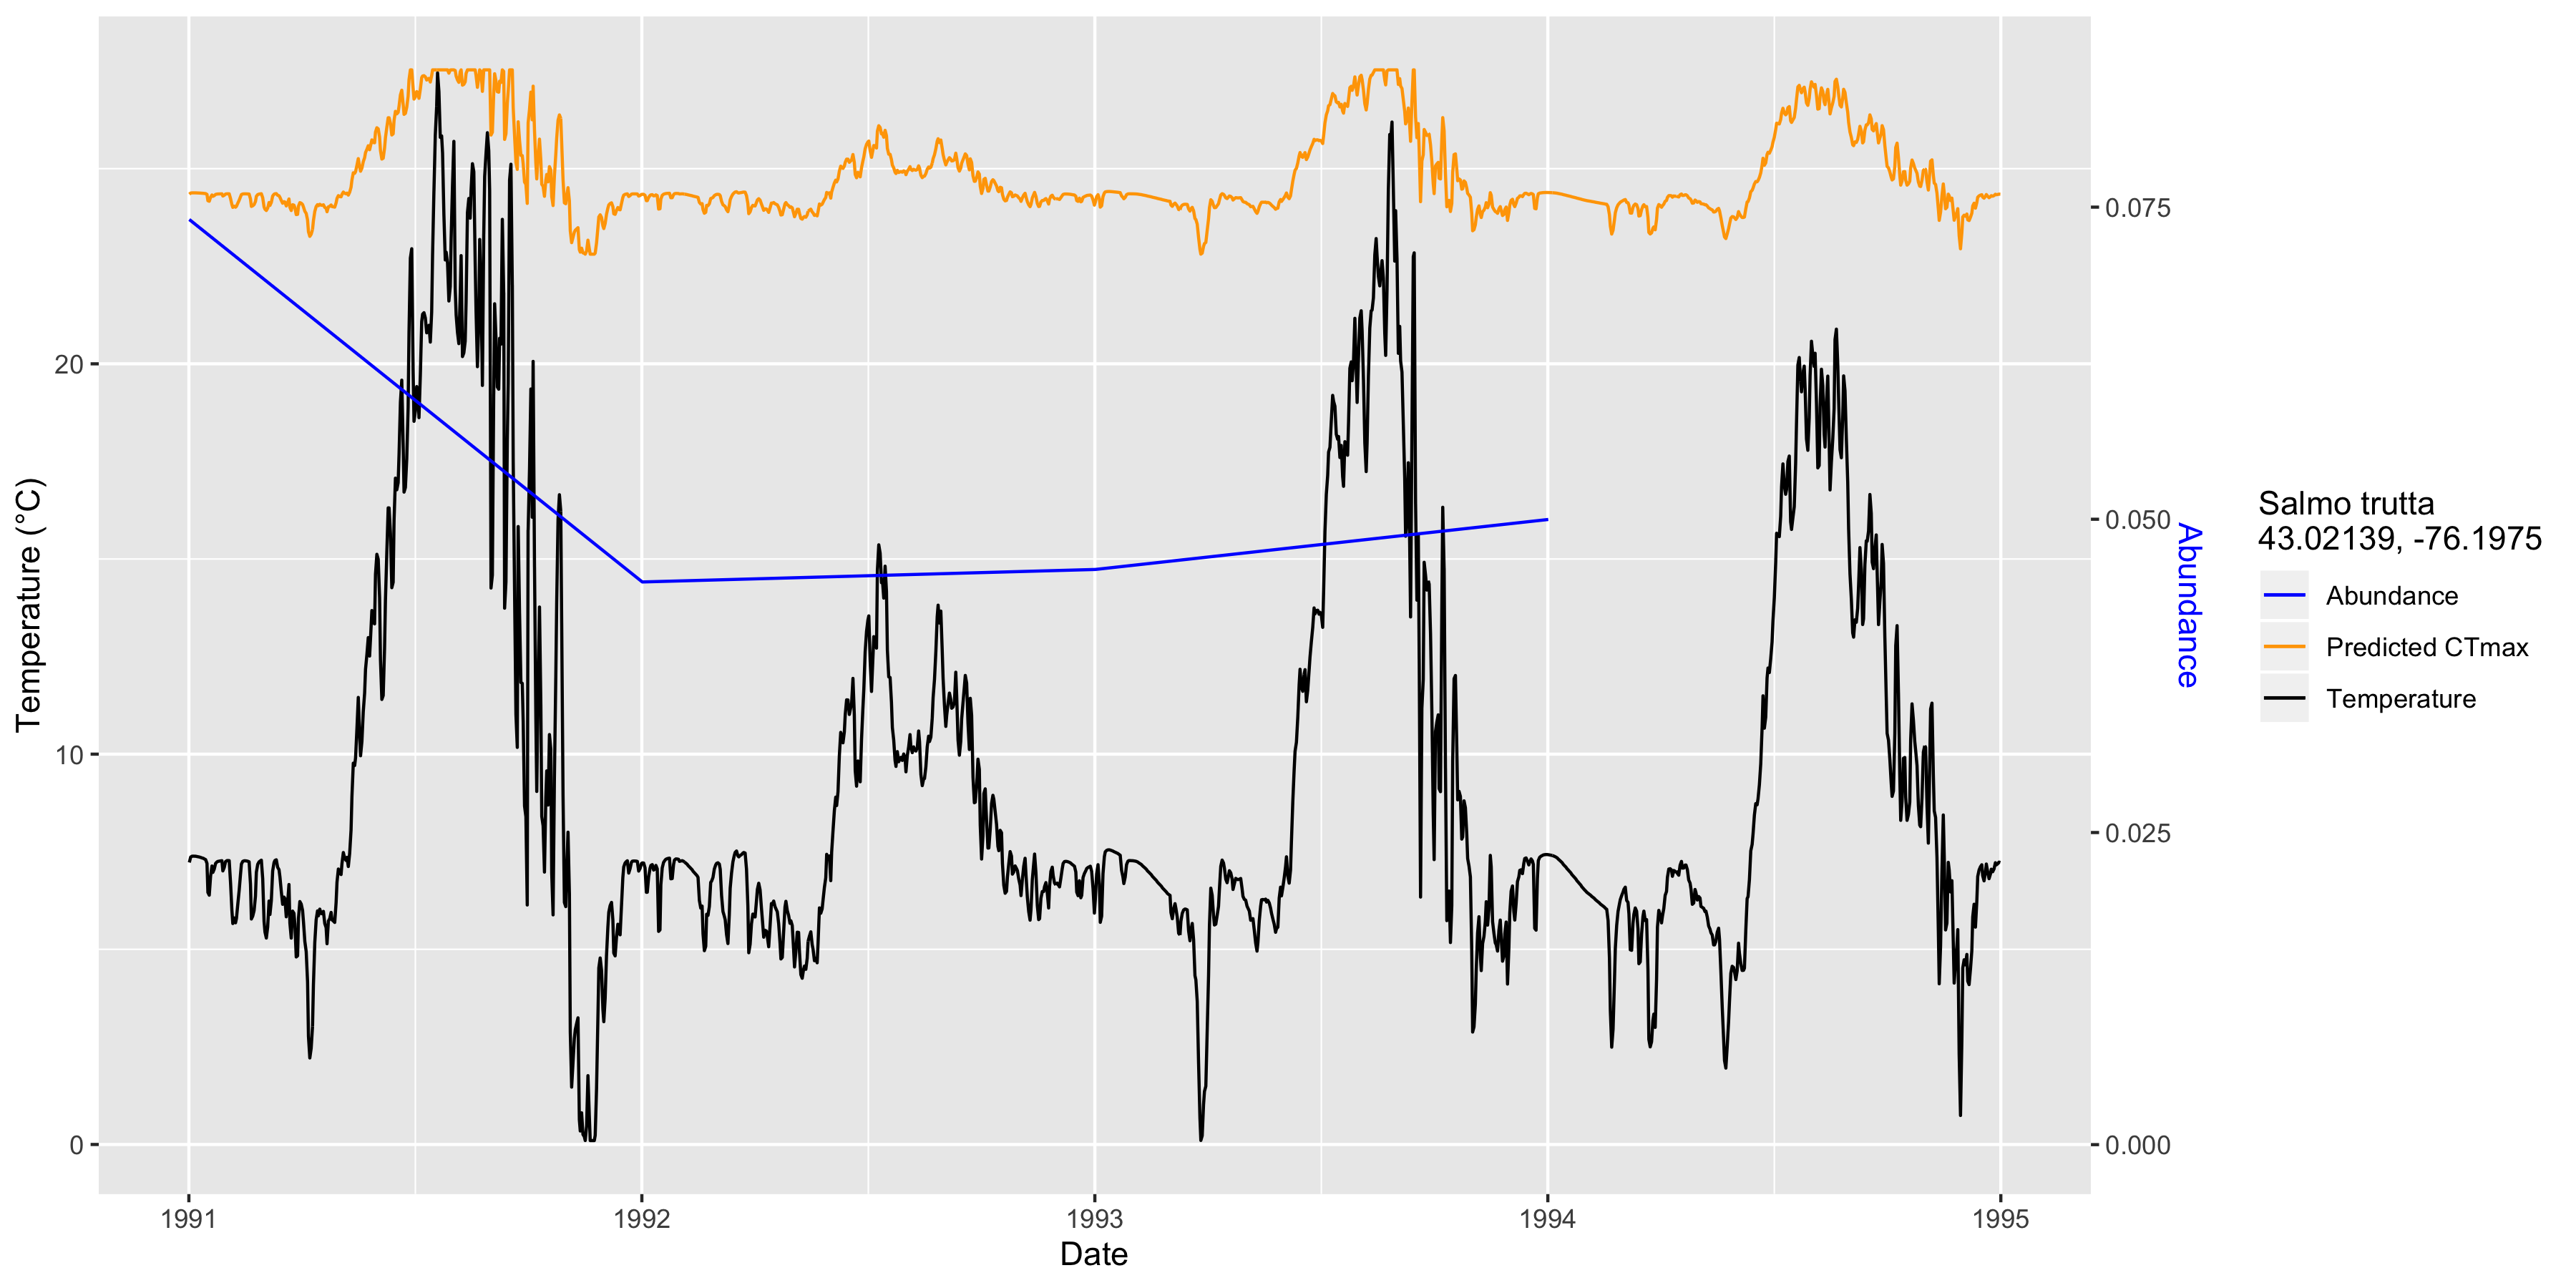 Temperature (°C)
20
10
0
1991
1992
1993
1994
1995
Date
0.075
0.050
0.025
0.000
Abundance
Salmo trutta
43.02139, -76.1975
Abundance
Predicted CTmax
Temperature